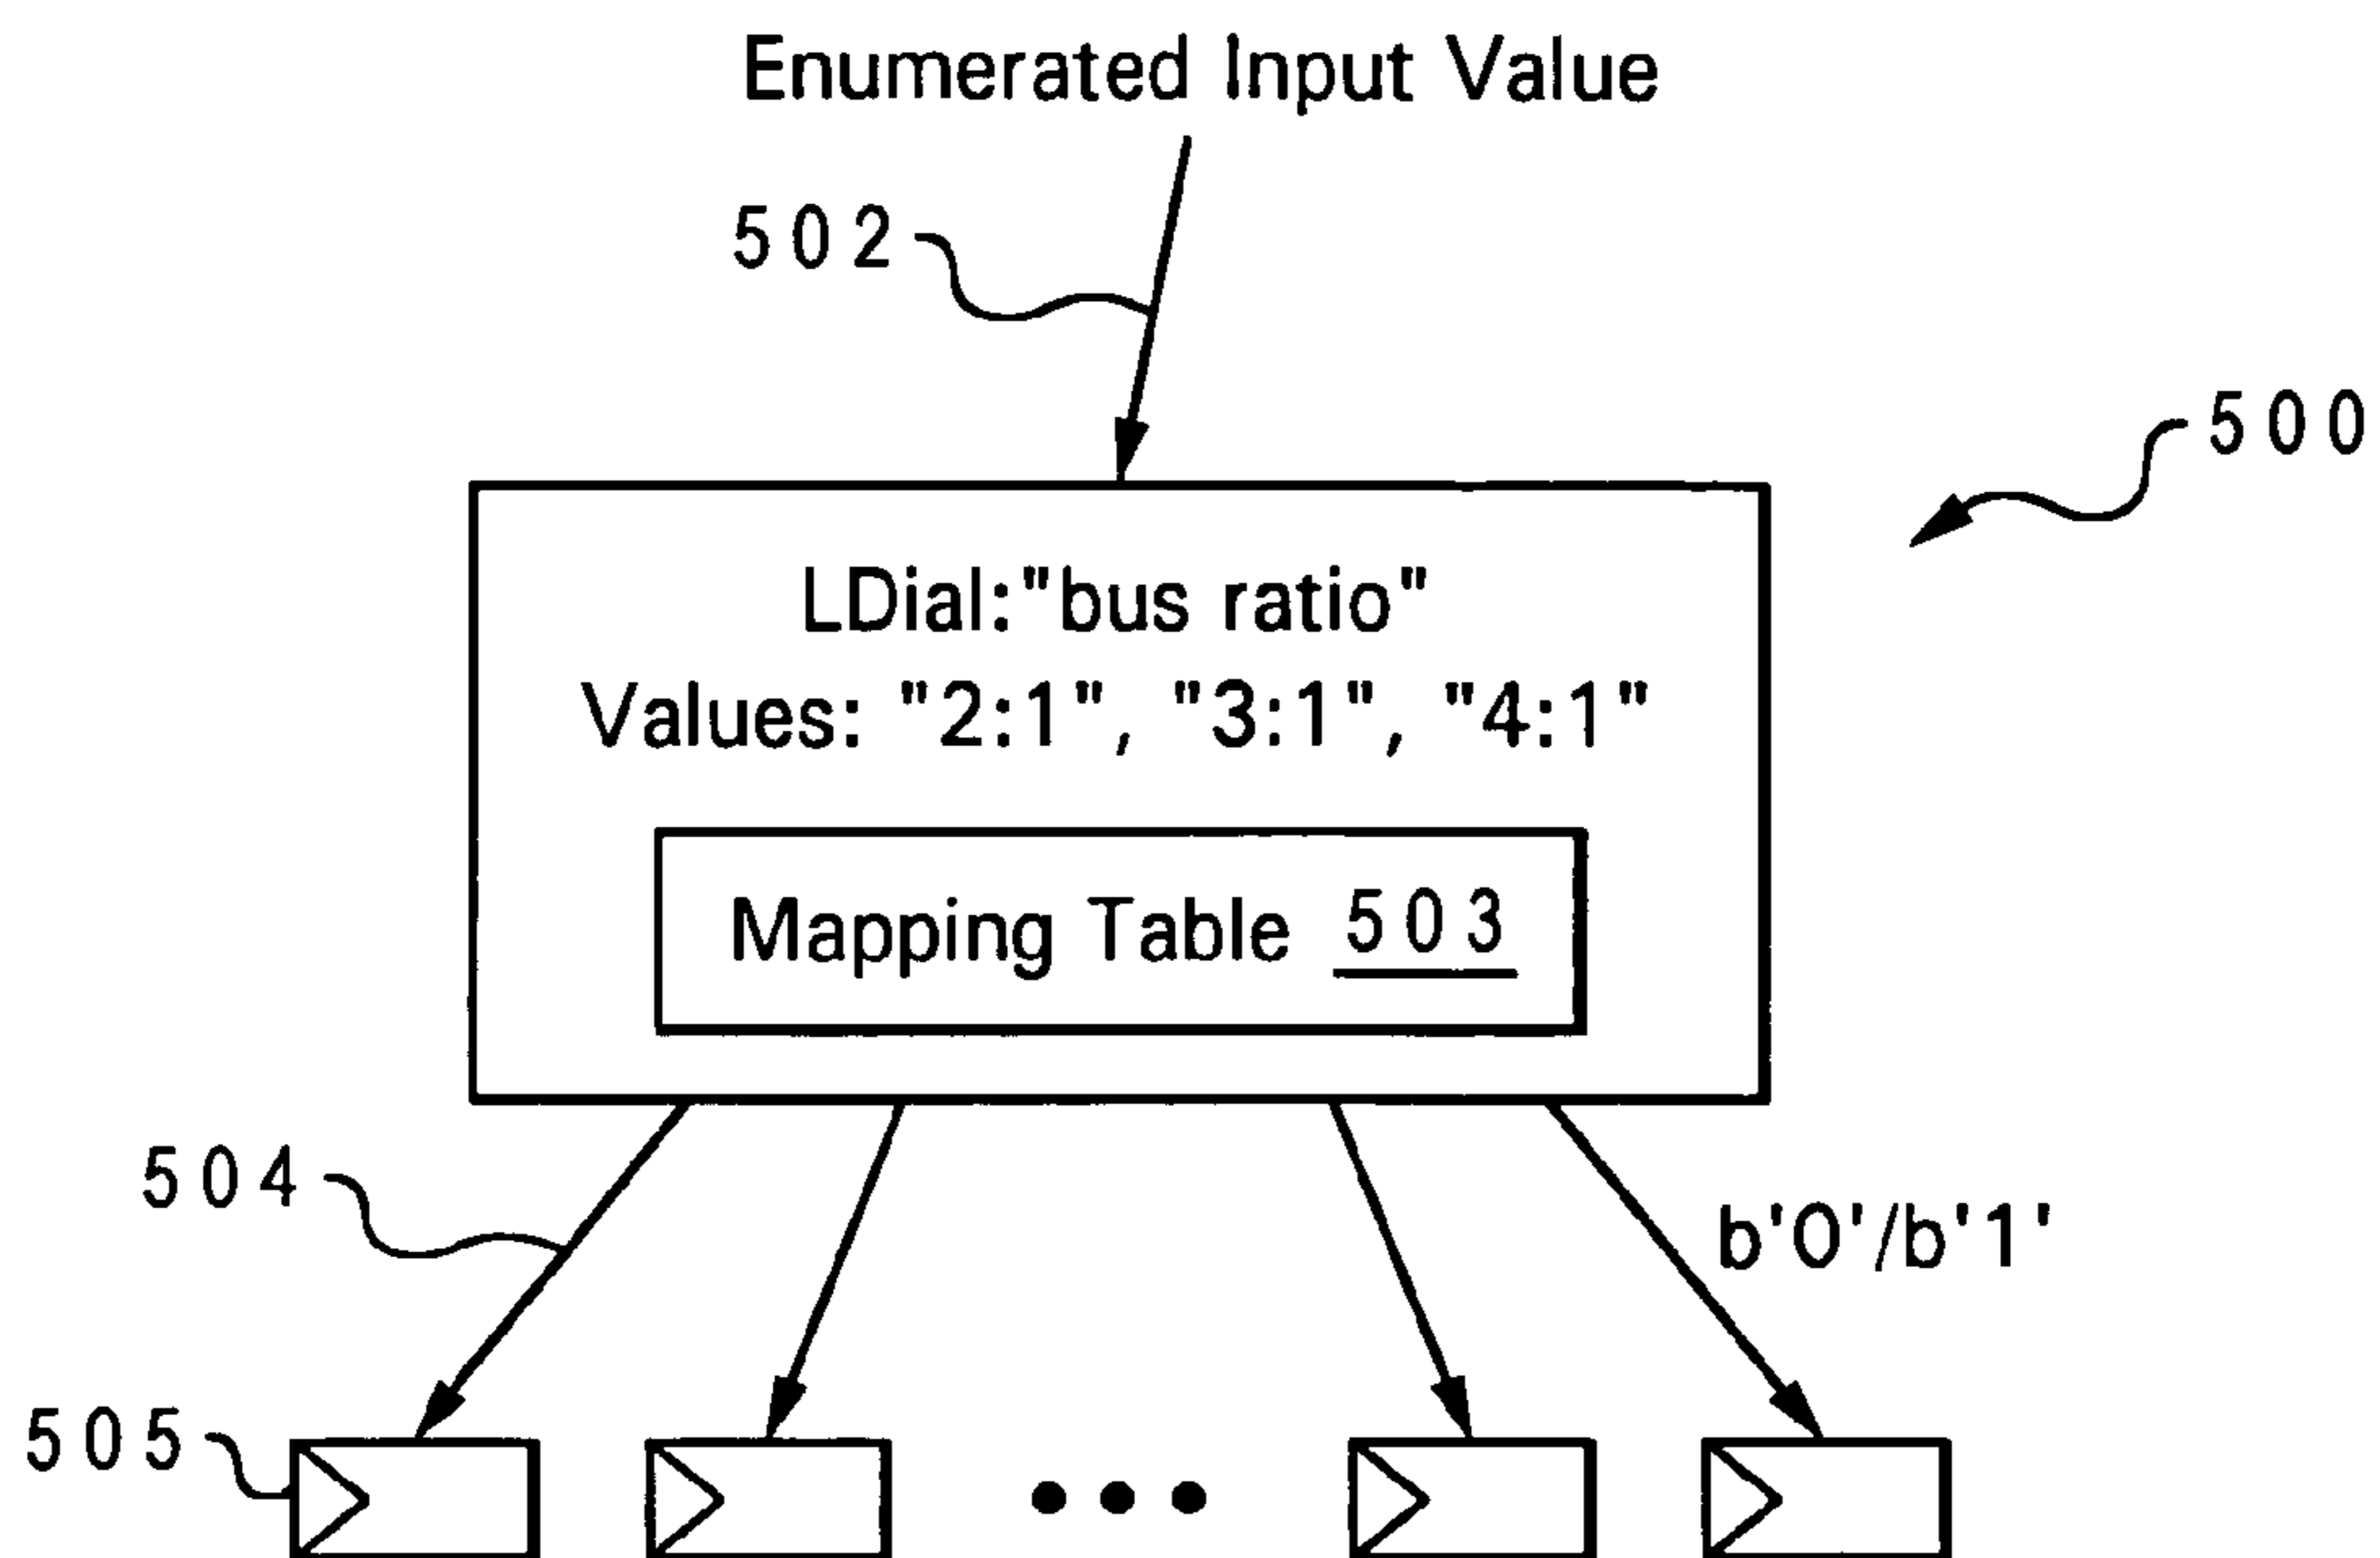 Enumerated Input Value
502
500
LDial:"bus ratio"
Values: "2:1", "3:1", "4:1"
Mapping Table 503
504
b'0'/b'1'
505